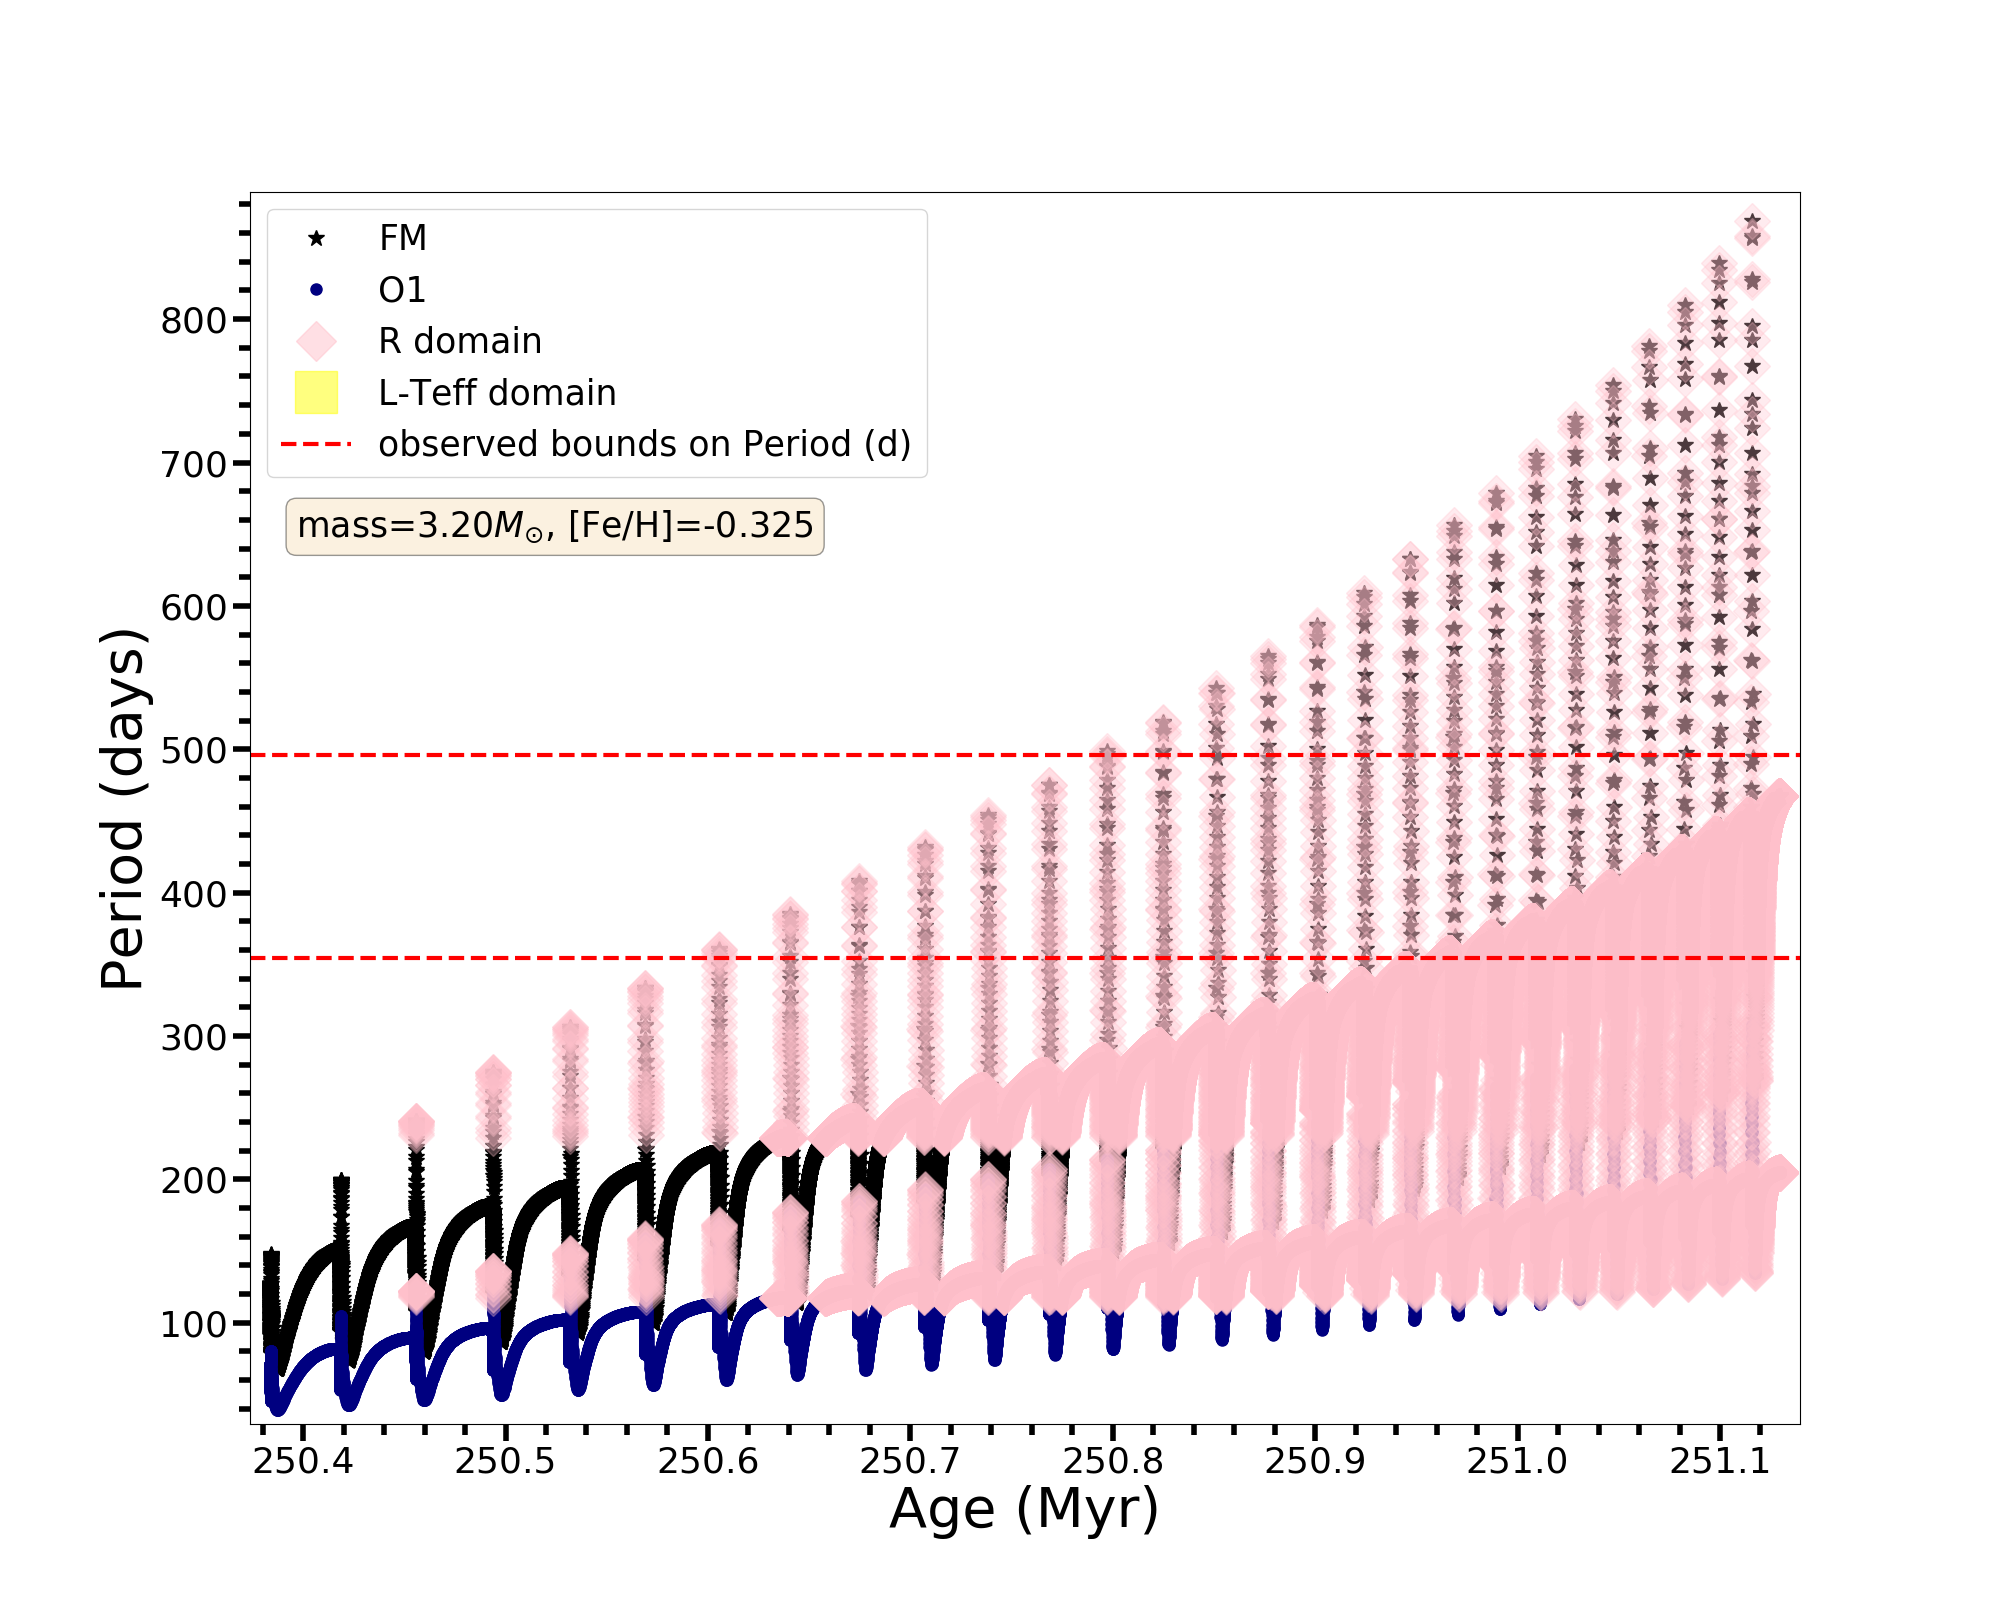 FM
O1
R domain
L-Teff domain
observed bounds on Period (d)
mass=3.20M⊙, [Fe/H]=-0.325
Period (days)
800
700
600
500
400
300
200
100
250.4 250.5 250.6 250.7 250.8 250.9 251.0 251.1
Age (Myr)